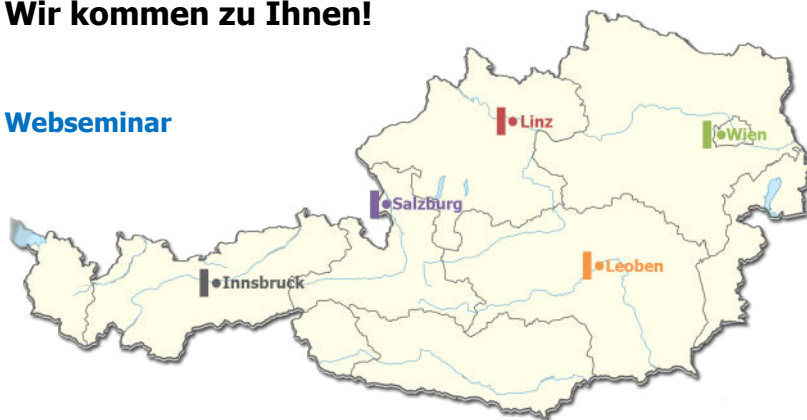 Wir kommen zu Ihnen!
Webseminar
Linz
Wien
Salzburg
Leoben
Innsbruck